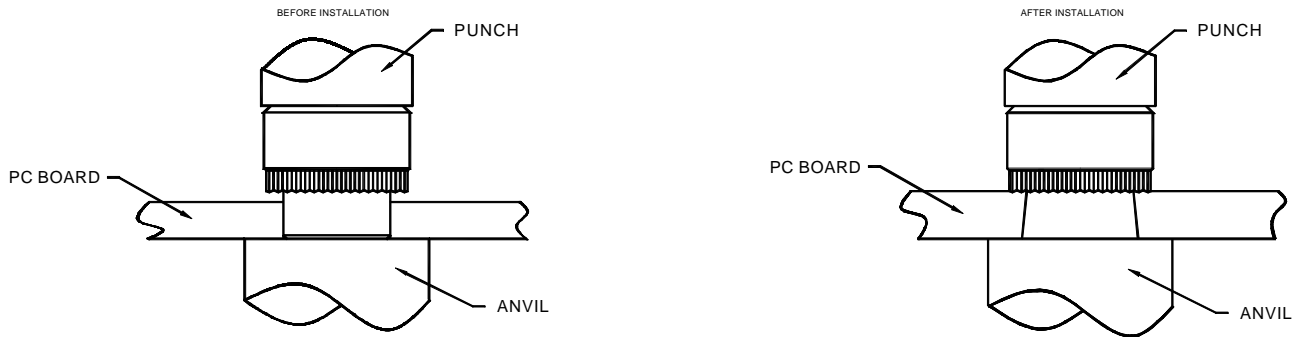 BEFORE INSTALLATION
PUNCH
PC BOARD
ANVIL
AFTER INSTALLATION
PUNCH
PC BOARD
ANVIL